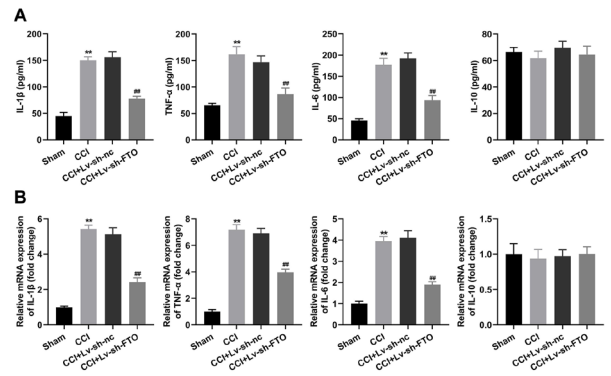 A
IL-1β (pg/ml)
200
150
100
50
0
**
##
Sham
CCI
CCI+Lv-sh-nc
CCI+Lv-sh-FTO
TNF-α (pg/ml)
200
150
100
50
0
**
##
Sham
CCI
CCI+Lv-sh-nc
CCI+Lv-sh-FTO
IL-6 (pg/ml)
250
200
150
100
50
0
**
##
Sham
CCI
CCI+Lv-sh-nc
CCI+Lv-sh-FTO
IL-10 (pg/ml)
80
60
40
20
0
Sham
CCI
CCI+Lv-sh-nc
CCI+Lv-sh-FTO
B
Relative mRNA expression
of IL-1β (fold change)
6
4
2
0
**
##
Sham
CCI
CCI+Lv-sh-nc
CCI+Lv-sh-FTO
Relative mRNA expression
of TNF-α (fold change)
8
6
4
2
0
**
##
Sham
CCI
CCI+Lv-sh-nc
CCI+Lv-sh-FTO
Relative mRNA expression
of IL-6 (fold change)
5
4
3
2
1
0
**
##
Sham
CCI
CCI+Lv-sh-nc
CCI+Lv-sh-FTO
Relative mRNA expression
of IL-10 (fold change)
1.5
1.0
0.5
0.0
Sham
CCI
CCI+Lv-sh-nc
CCI+Lv-sh-FTO